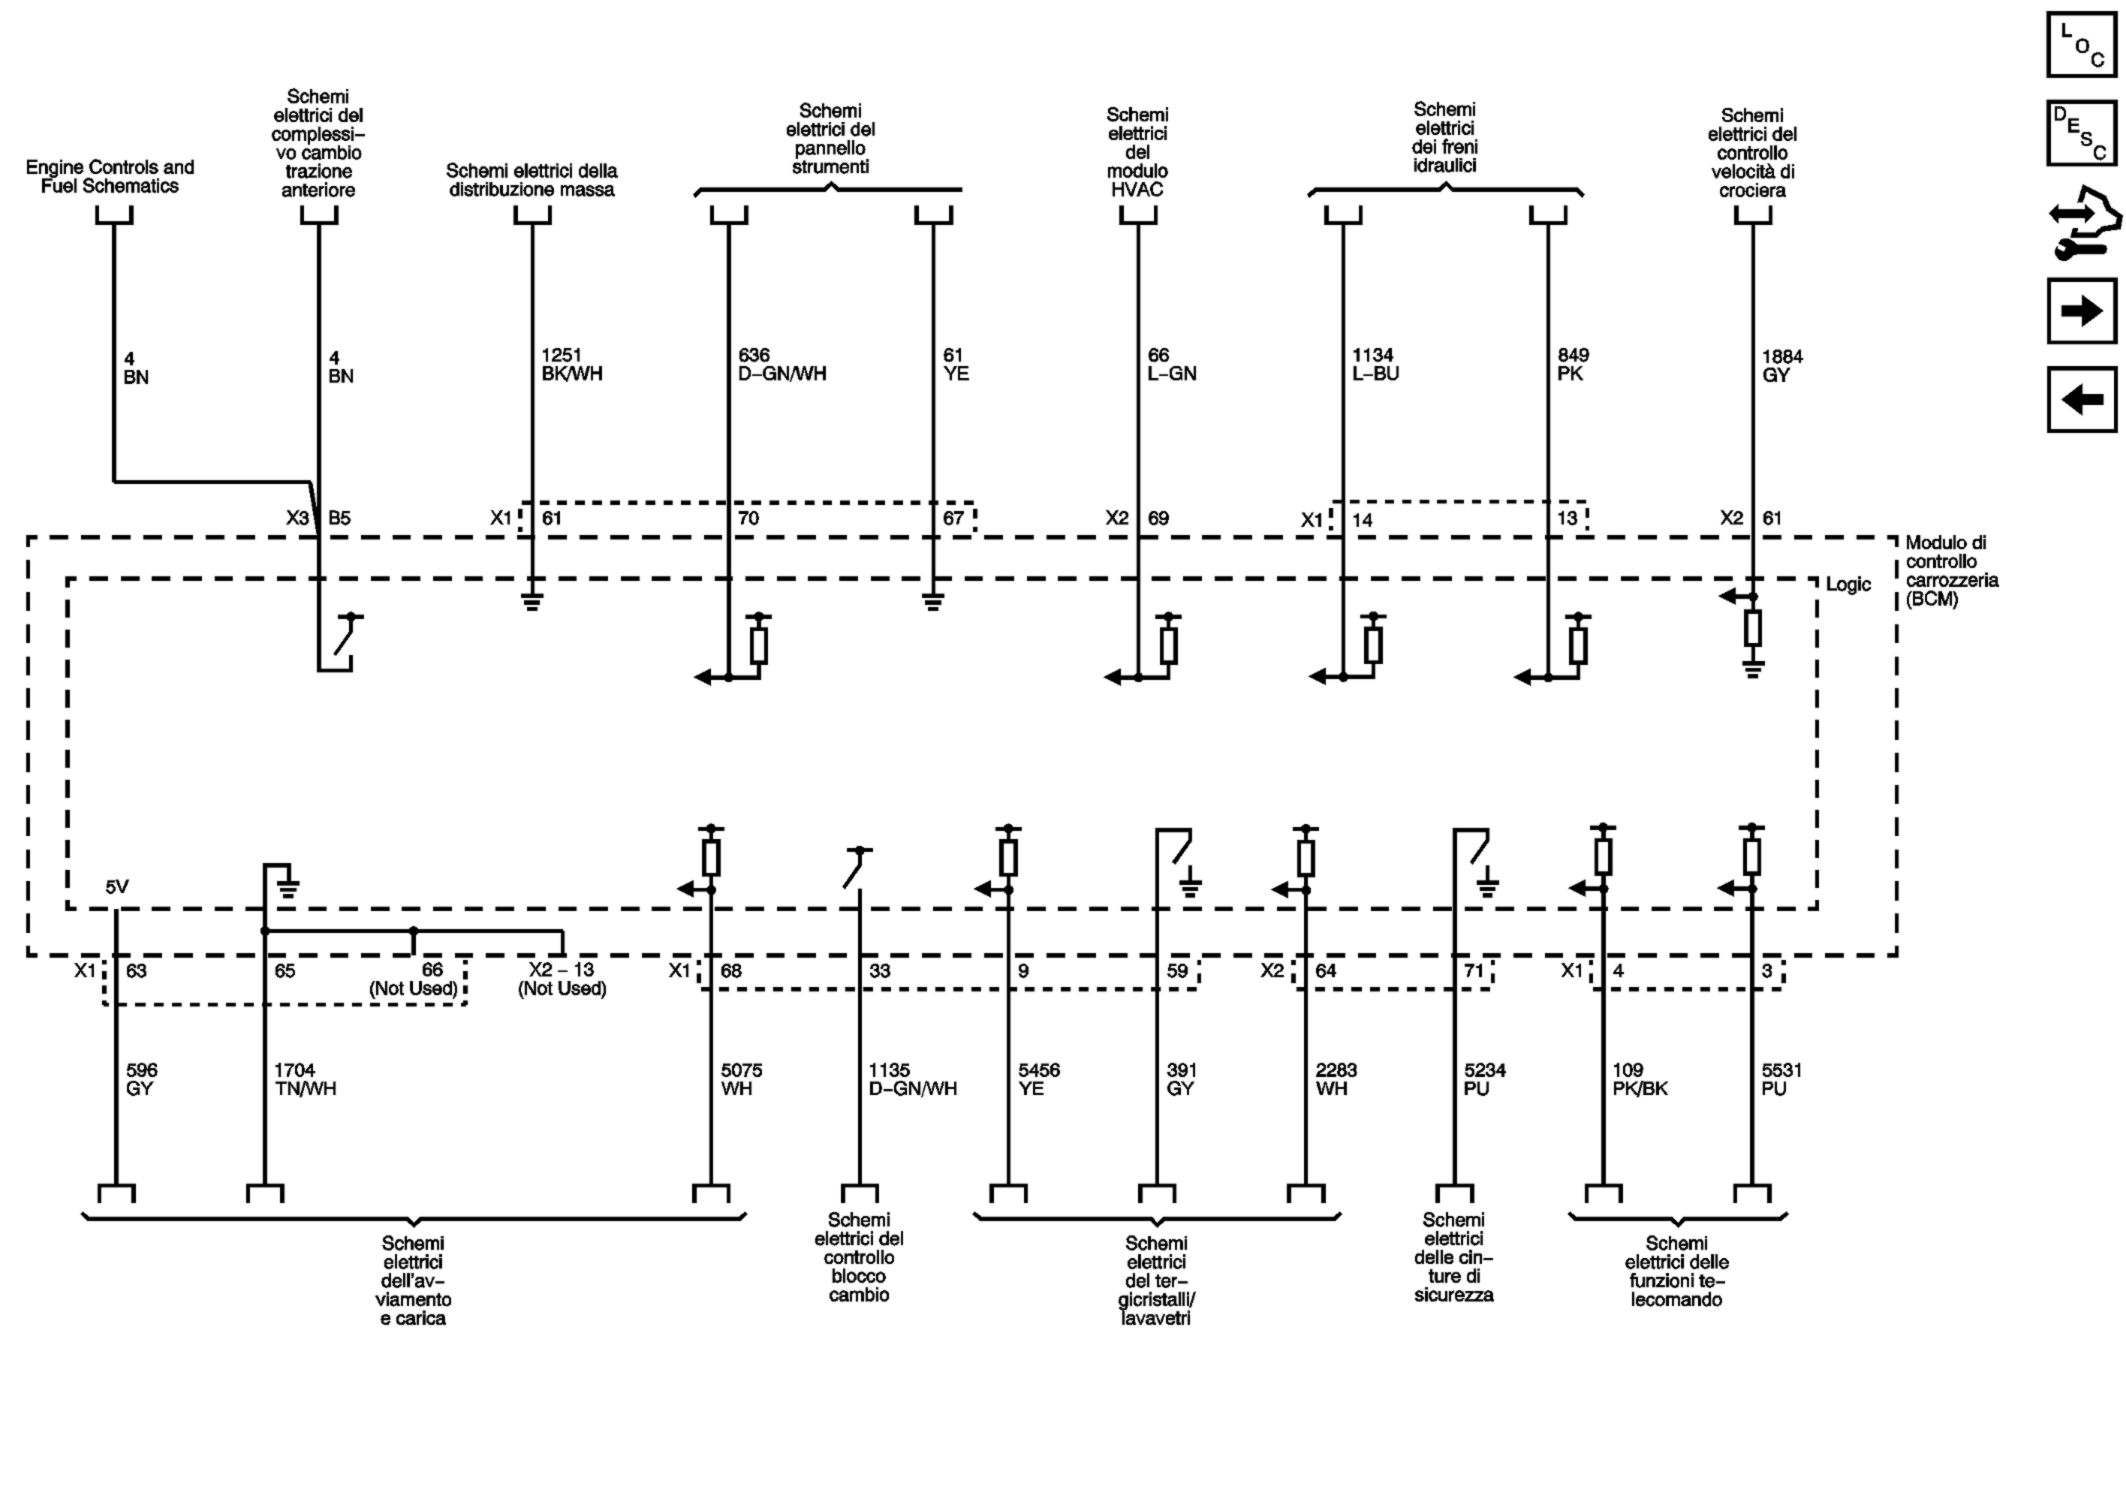 L
O
C
D
E
S
C
Engine Controls and
Fuel Schematics
Schemi
elettrici del
complessi–
vo cambio
trazione
anteriore
Schemi elettrici della
distribuzione massa
Schemi
elettrici del
pannello
strumenti
Schemi
elettrici
del
modulo
HVAC
Schemi
elettrici
dei freni
idraulici
Schemi
elettrici del
controllo
velocità di
crociera
4
BN
4
BN
1251
BK/WH
636
D–GN/WH
61
YE
66
L–GN
1134
L–BU
849
PK
1884
GY
X3 B5
X1 61
70
67
X2 69
X1 14
13
X2 61
Modulo di
controllo
carrozzeria
(BCM)
Logic
5V
X1 63
65
66
(Not Used)
X2 – 13
(Not Used)
X1 68
33
9
59
X2 64
71
X1 4
3
596
GY
1704
TN/WH
5075
WH
1135
D–GN/WH
5456
YE
391
GY
2283
WH
5234
PU
109
PK/BK
5531
PU
Schemi
elettrici
dell'av–
viamento
e carica
Schemi
elettrici del
controllo
blocco
cambio
Schemi
elettrici
del ter–
gicristalli/
lavavetri
Schemi
elettrici
delle cin–
ture di
sicurezza
Schemi
elettrici delle
funzioni te–
lecomando